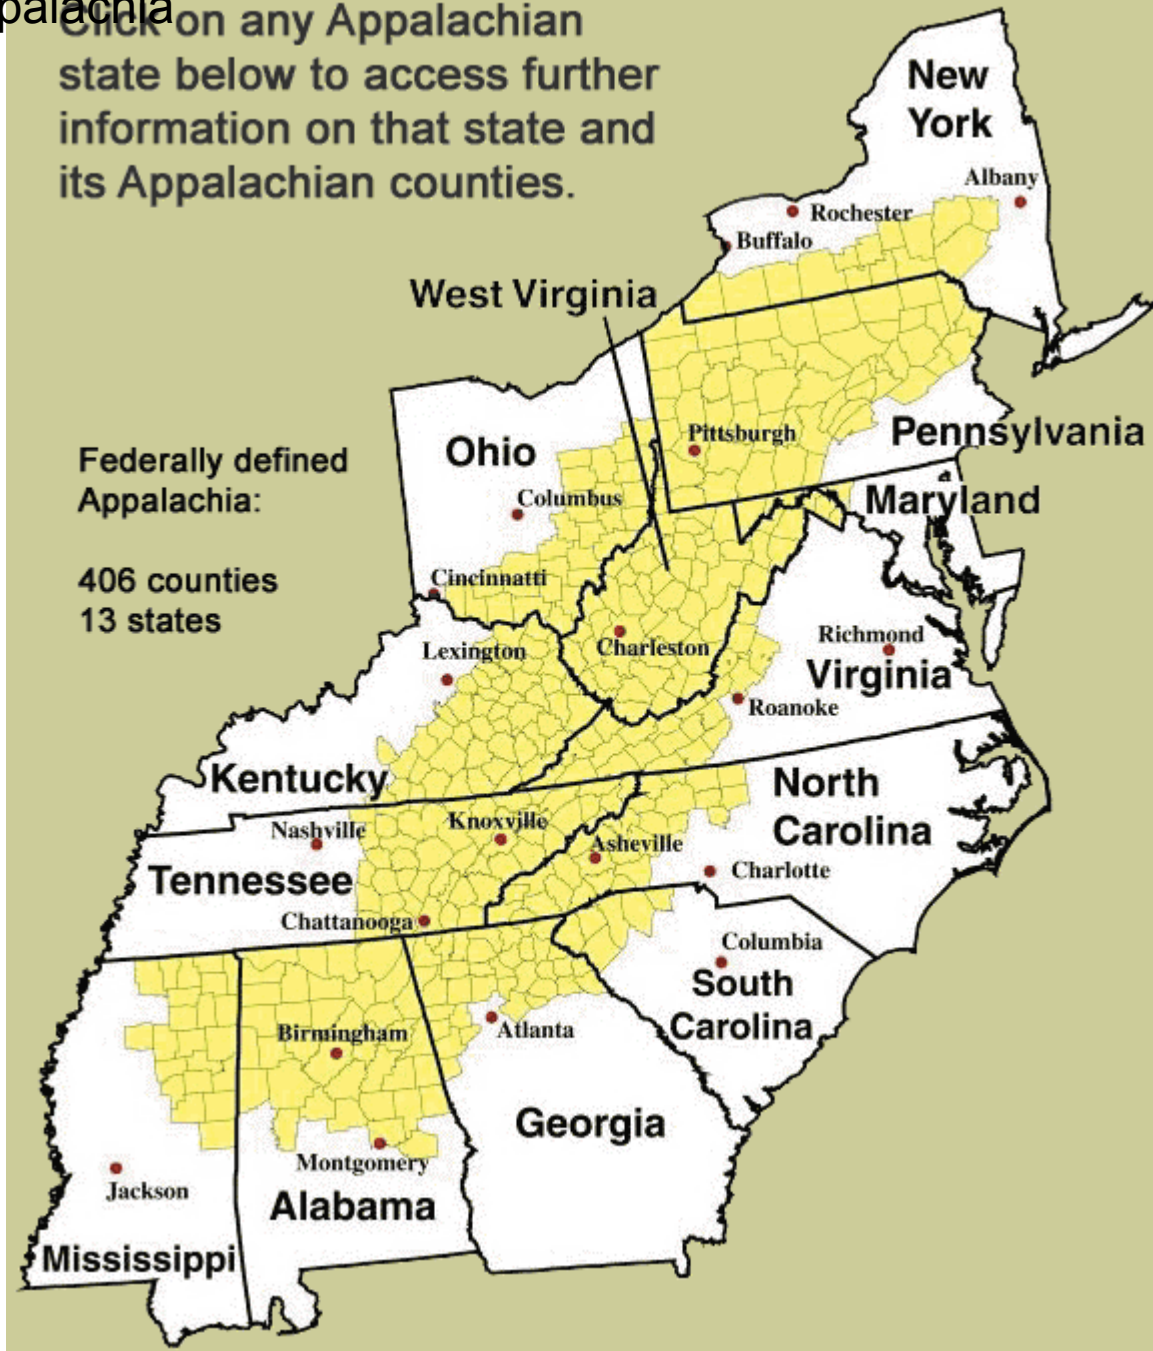 palachia
Click on any Appalachian
state below to access further
information on that state and
its Appalachian counties.
New
York
Albany
Rochester
Buffalo
West Virginia
Ohio
Pittsburgh
Pennsylvania
Federally defined
Appalachia:
406 counties
13 states
Columbus
Maryland
Cincinnatti
Lexington
Charleston
Richmond
Virginia
Roanoke
Kentucky
North
Carolina
Nashville
Knoxville
Asheville
Tennessee
Charlotte
Chattanooga
Columbia
South
Carolina
Birmingham
Atlanta
Georgia
Montgomery
Jackson
Alabama
Mississippi